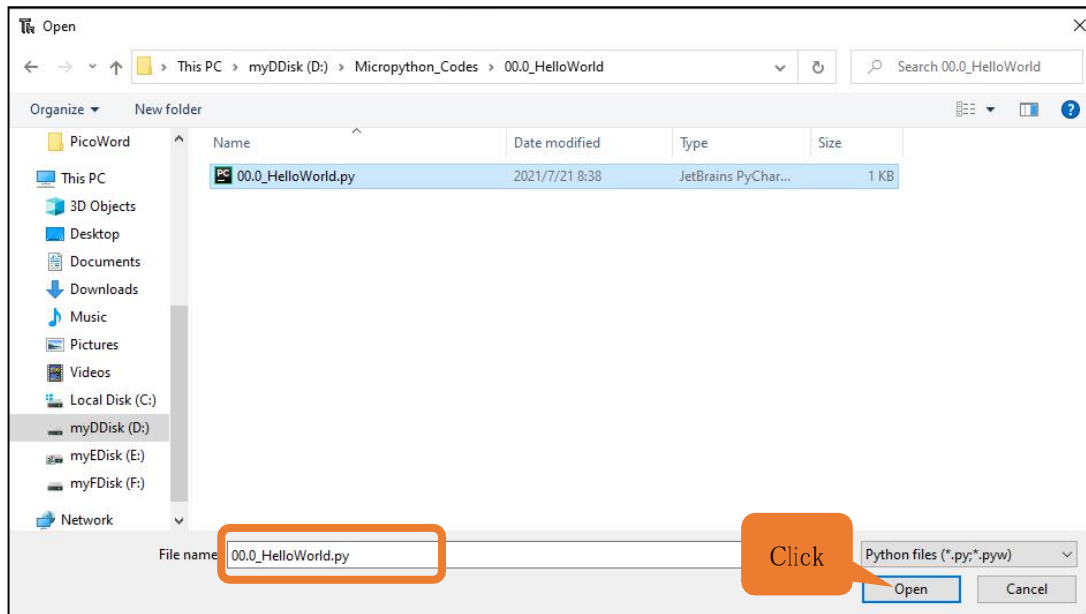 Open
This PC > myDDisk (D:) > Micropython_Codes > 00.0_HelloWorld
Search 00.0_HelloWorld
Organize
New folder
PicoWord
This PC
3D Objects
Desktop
Documents
Downloads
Music
Pictures
Videos
Local Disk (C:)
myDDisk (D:)
myEDisk (E:)
myFDisk (F:)
Network
Name Date modified Type Size
PC 00.0_HelloWorld.py 2021/7/21 8:38 JetBrains PyChar... 1 KB
File name 00.0_HelloWorld.py
Click
Python files (*.py;*.pyw)
Open Cancel